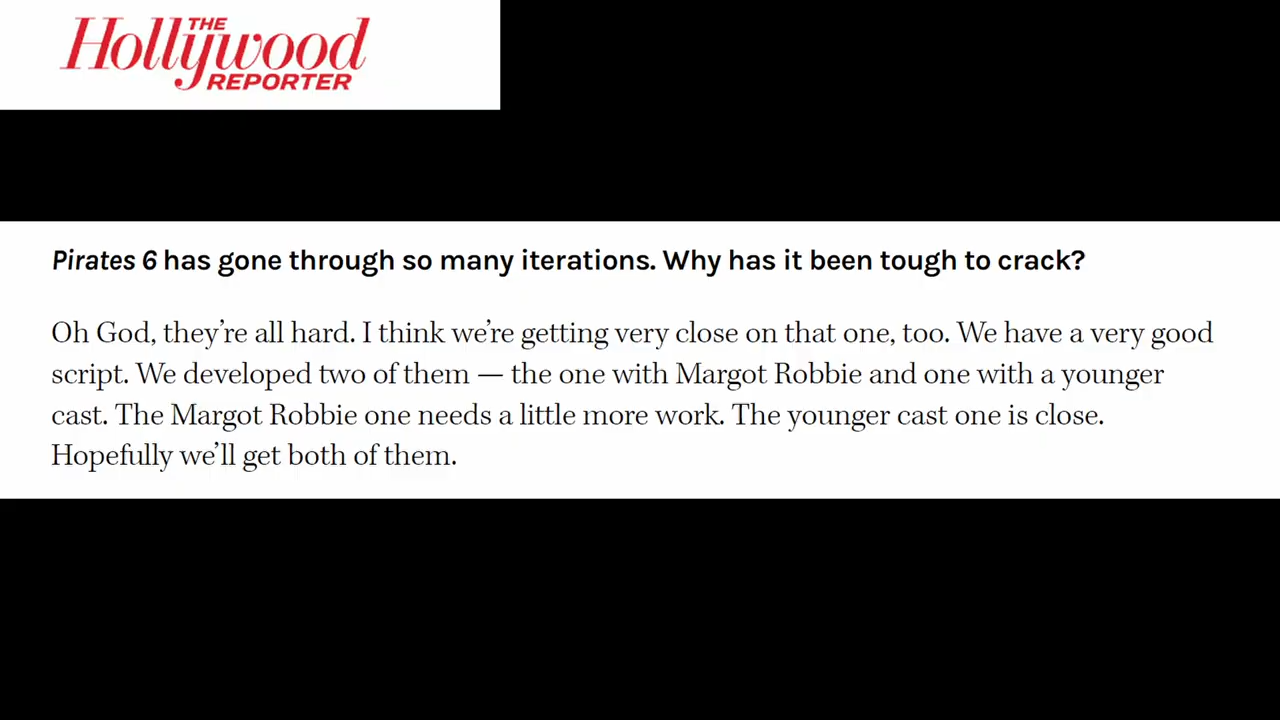 THE
Hollywood
REPORTER
Pirates 6 has gone through so many iterations. Why has it been tough to crack?
Oh God, they’re all hard. I think we’re getting very close on that one, too. We have a very good
script. We developed two of them — the one with Margot Robbie and one with a younger
cast. The Margot Robbie one needs a little more work. The younger cast one is close.
Hopefully we’ll get both of them.